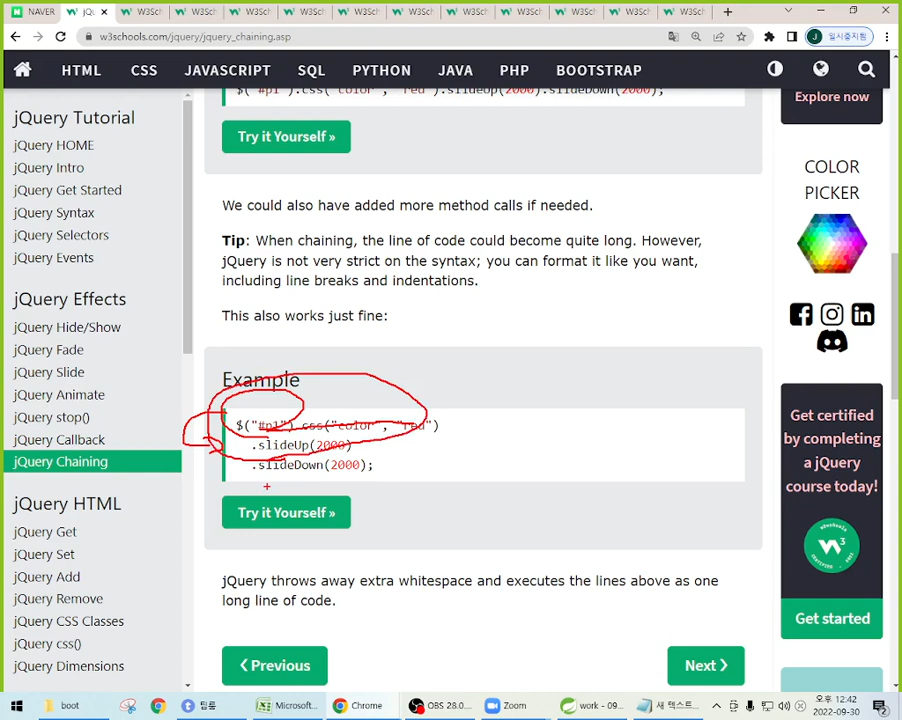 NAVER
jQu
W3Sch
W3Sch
W3Sch
W3Sch
W3Sch
W3Sch
W3Sch
W3Sch
W3Sch
W3Sch
W3Sch
w3schools.com/jquery/jquery_chaining.asp
J 일시중지됨
HTML CSS JAVASCRIPT SQL PYTHON JAVA PHP BOOTSTRAP
jQuery Tutorial
jQuery HOME
jQuery Intro
jQuery Get Started
jQuery Syntax
jQuery Selectors
jQuery Events
jQuery Effects
jQuery Hide/Show
jQuery Fade
jQuery Slide
jQuery Animate
jQuery stop()
jQuery Callback
jQuery Chaining
jQuery HTML
jQuery Get
jQuery Set
jQuery Add
jQuery Remove
jQuery CSS Classes
jQuery css()
jQuery Dimensions
$("#p1").css("color", "red").slideUp(2000).slideDown(2000);
Try it Yourself »
We could also have added more method calls if needed.
Tip: When chaining, the line of code could become quite long. However,
jQuery is not very strict on the syntax; you can format it like you want,
including line breaks and indentations.
This also works just fine:
Example
$("#p1").css("color", "red")
.slideUp(2000)
.slideDown(2000);
Try it Yourself »
jQuery throws away extra whitespace and executes the lines above as one
long line of code.
❮ Previous
Next ❯
Explore now
COLOR
PICKER
Get certified
by completing
a jQuery
course today!
w3
Get started
boot
팀룸
Microsoft...
Chrome
OBS 28.0...
Zoom
work - 09...
새 텍스트...
오후 12:42
2022-09-30
2